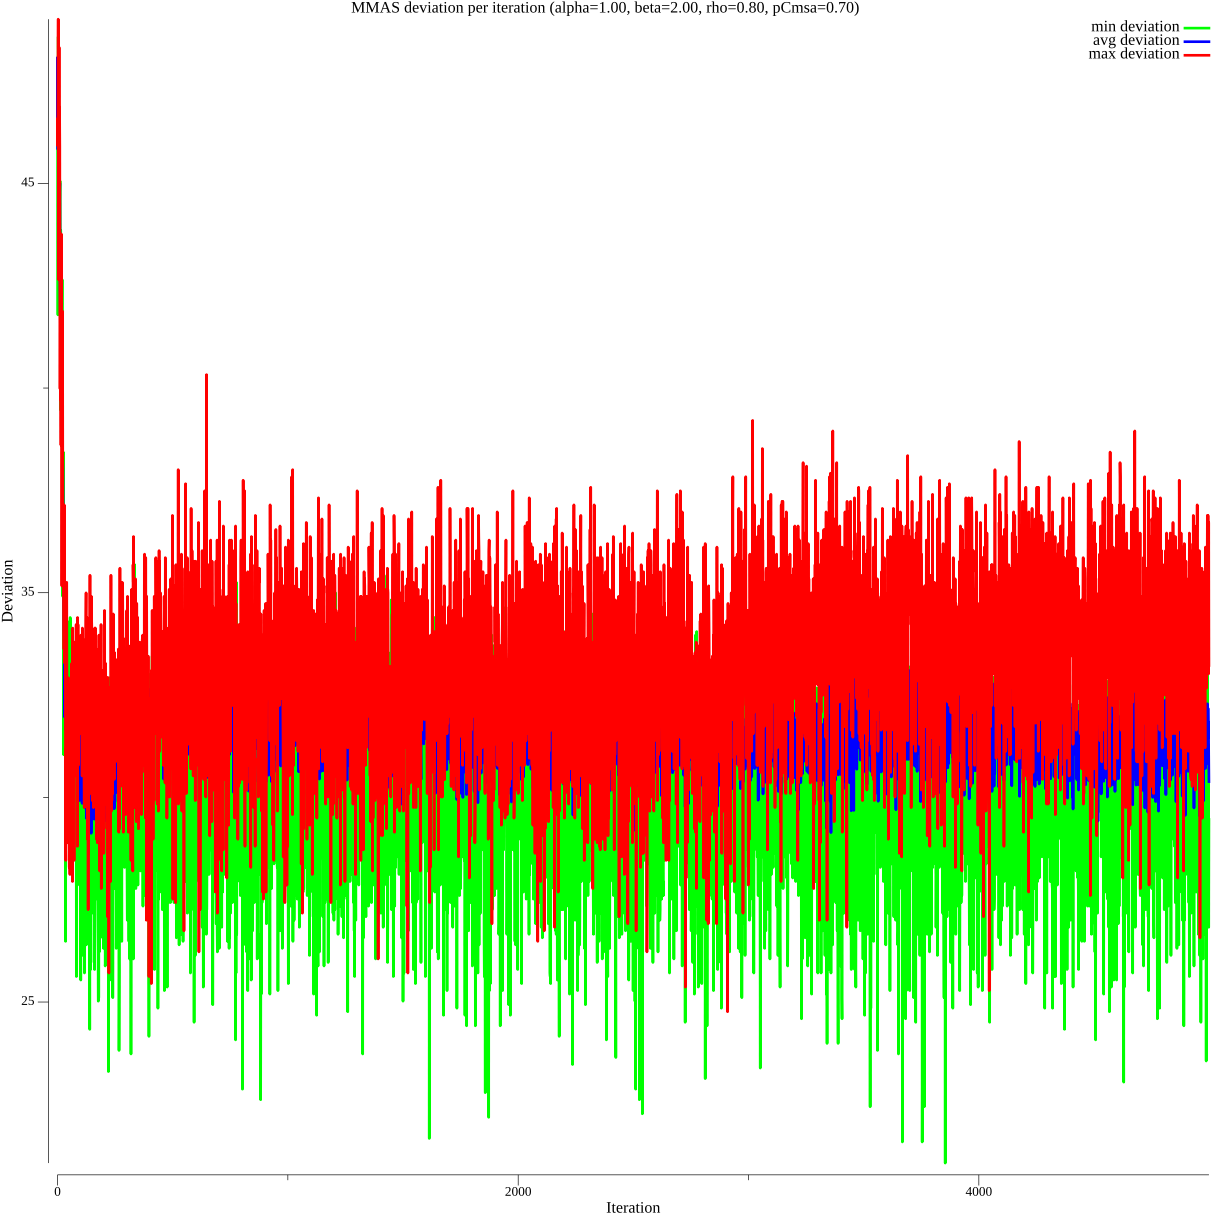 MMAS deviation per iteration (alpha=1.00, beta=2.00, rho=0.80, pCmsa=0.70)
min deviation
avg deviation
max deviation
45
35
25
Deviation
0
2000
4000
Iteration